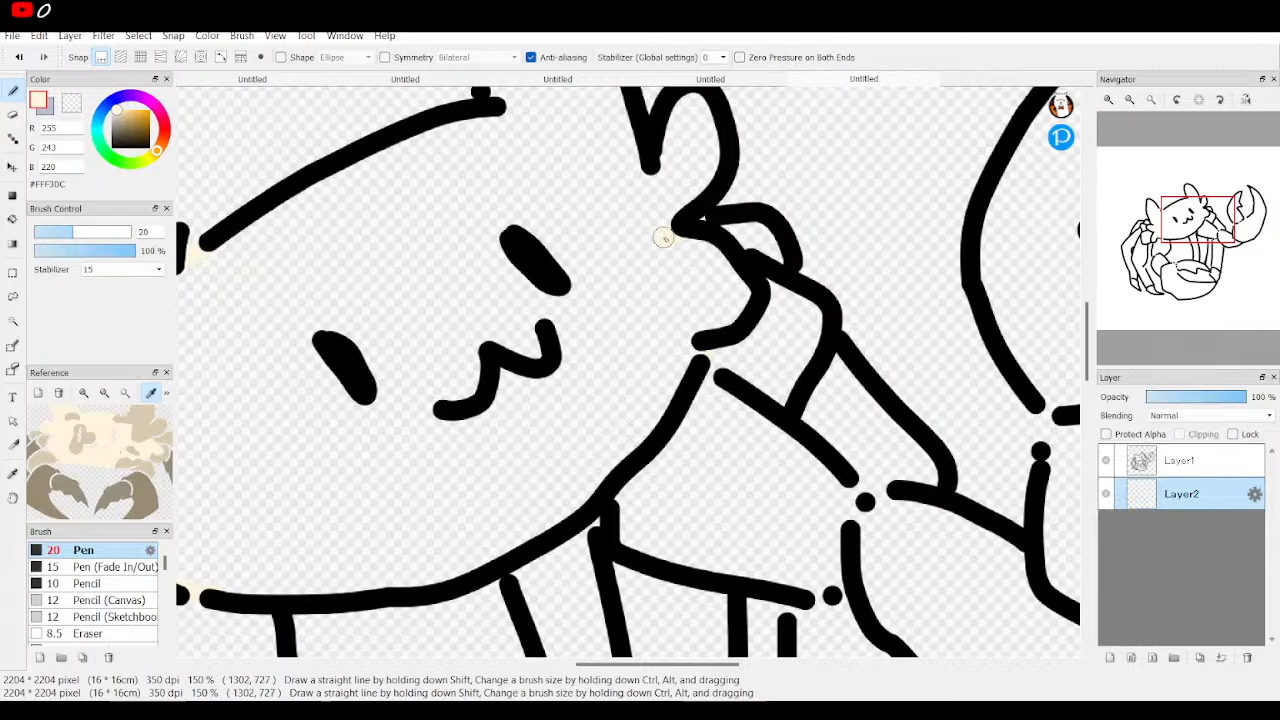 0
File Edit Layer Filter Select Snap Color Brush View Tool Window Help
Snap Shape Ellipse Symmetry Bilateral Anti-aliasing Stabilizer (Global settings) 0 Zero Pressure on Both Ends
Untitled Untitled Untitled Untitled Untitled
Color
R 255
G 243
B 220
#FFF3DC
Brush Control
20
100 %
Stabilizer 15
Reference
Brush
20 Pen
15 Pen (Fade In/Out)
10 Pencil
12 Pencil (Canvas)
12 Pencil (Sketchboo
8.5 Eraser
Navigator
Layer
Opacity 100 %
Blending Normal
Protect Alpha Clipping Lock
Layer1
Layer2
2204 * 2204 pixel (16 * 16cm) 350 dpi 150 % ( 1302, 727 ) Draw a straight line by holding down Shift, Change a brush size by holding down Ctrl, Alt, and dragging
2204 * 2204 pixel (16 * 16cm) 350 dpi 150 % ( 1302, 727 ) Draw a straight line by holding down Shift, Change a brush size by holding down Ctrl, Alt, and dragging